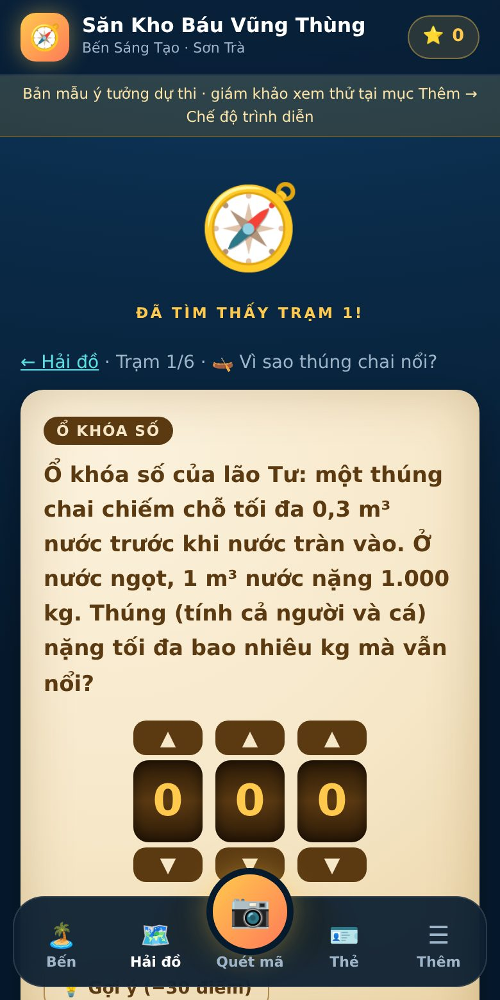 Săn Kho Báu Vũng Thùng
Bến Sáng Tạo · Sơn Trà
⭐ 0
Bản mẫu ý tưởng dự thi · giám khảo xem thử tại mục Thêm →
Chế độ trình diễn
ĐÃ TÌM THẤY TRẠM 1!
← Hải đồ · Trạm 1/6 · 🛶 Vì sao thúng chai nổi?
Ổ KHÓA SỐ
Ổ khóa số của lão Tư: một thúng
chai chiếm chỗ tối đa 0,3 m³
nước trước khi nước tràn vào. Ở
nước ngọt, 1 m³ nước nặng 1.000
kg. Thúng (tính cả người và cá)
nặng tối đa bao nhiêu kg mà vẫn
nổi?
▲ ▲ ▲
0 0 0
▼ ▼ ▼
Bến Hải đồ Quét mã Thẻ Thêm
💡 Gợi ý (−30 điểm)